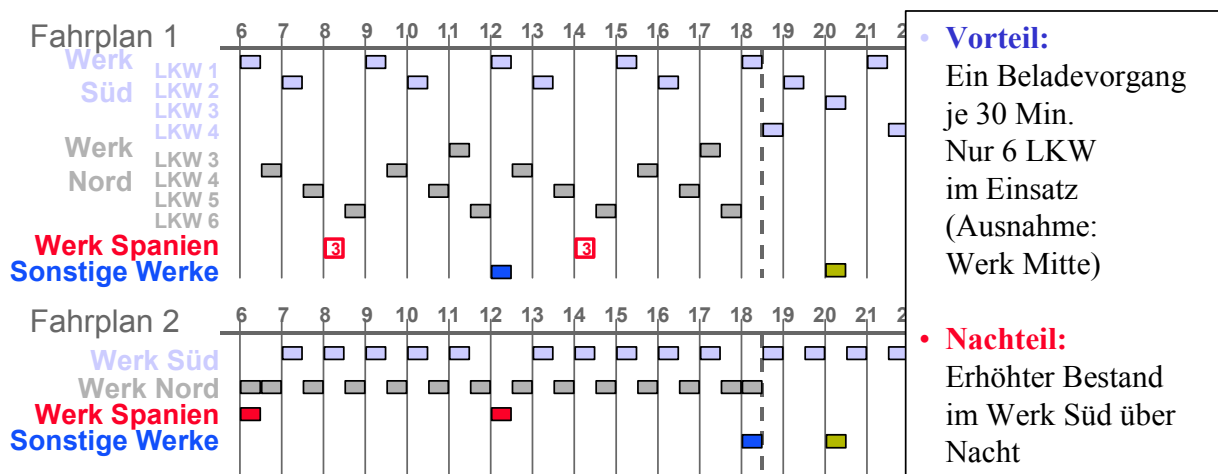 Fahrplan 1
6 7 8 9 10 11 12 13 14 15 16 17 18 19 20 21
Werk
Süd
LKW 1
LKW 2
LKW 3
LKW 4
Werk
Nord
LKW 3
LKW 4
LKW 5
LKW 6
Werk Spanien
3 3
Sonstige Werke
Fahrplan 2
6 7 8 9 10 11 12 13 14 15 16 17 18 19 20 21
Werk Süd
Werk Nord
Werk Spanien
Sonstige Werke
• Vorteil:
Ein Beladevorgang
je 30 Min.
Nur 6 LKW
im Einsatz
(Ausnahme:
Werk Mitte)
• Nachteil:
Erhöhter Bestand
im Werk Süd über
Nacht